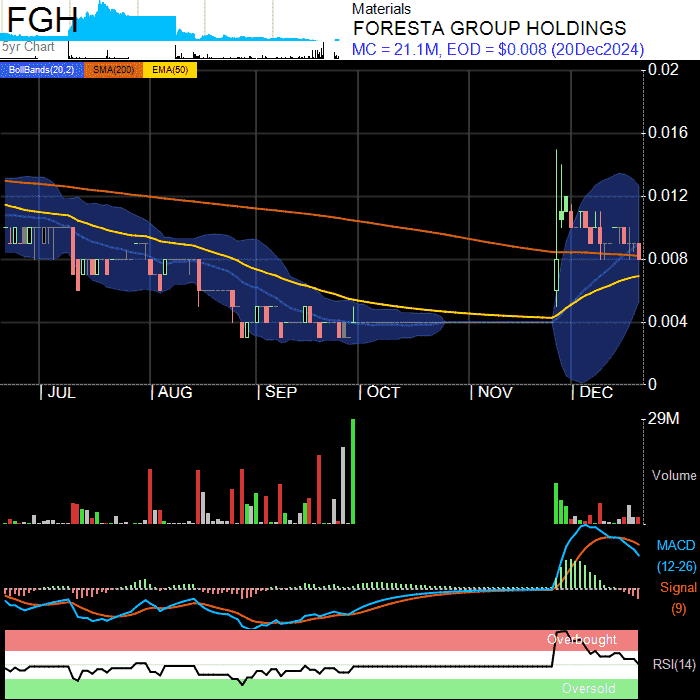 FGH
5yr Chart
Materials
FORESTA GROUP HOLDINGS
MC = 21.1M, EOD = $0.008 (20Dec2024)
BollBands(20,2) SMA(200) EMA(50)
0.02
0.016
0.012
0.008
0.004
0
JUL AUG SEP OCT NOV DEC
29M
Volume
MACD
(12-26)
Signal
(9)
Overbought
RSI(14)
Oversold